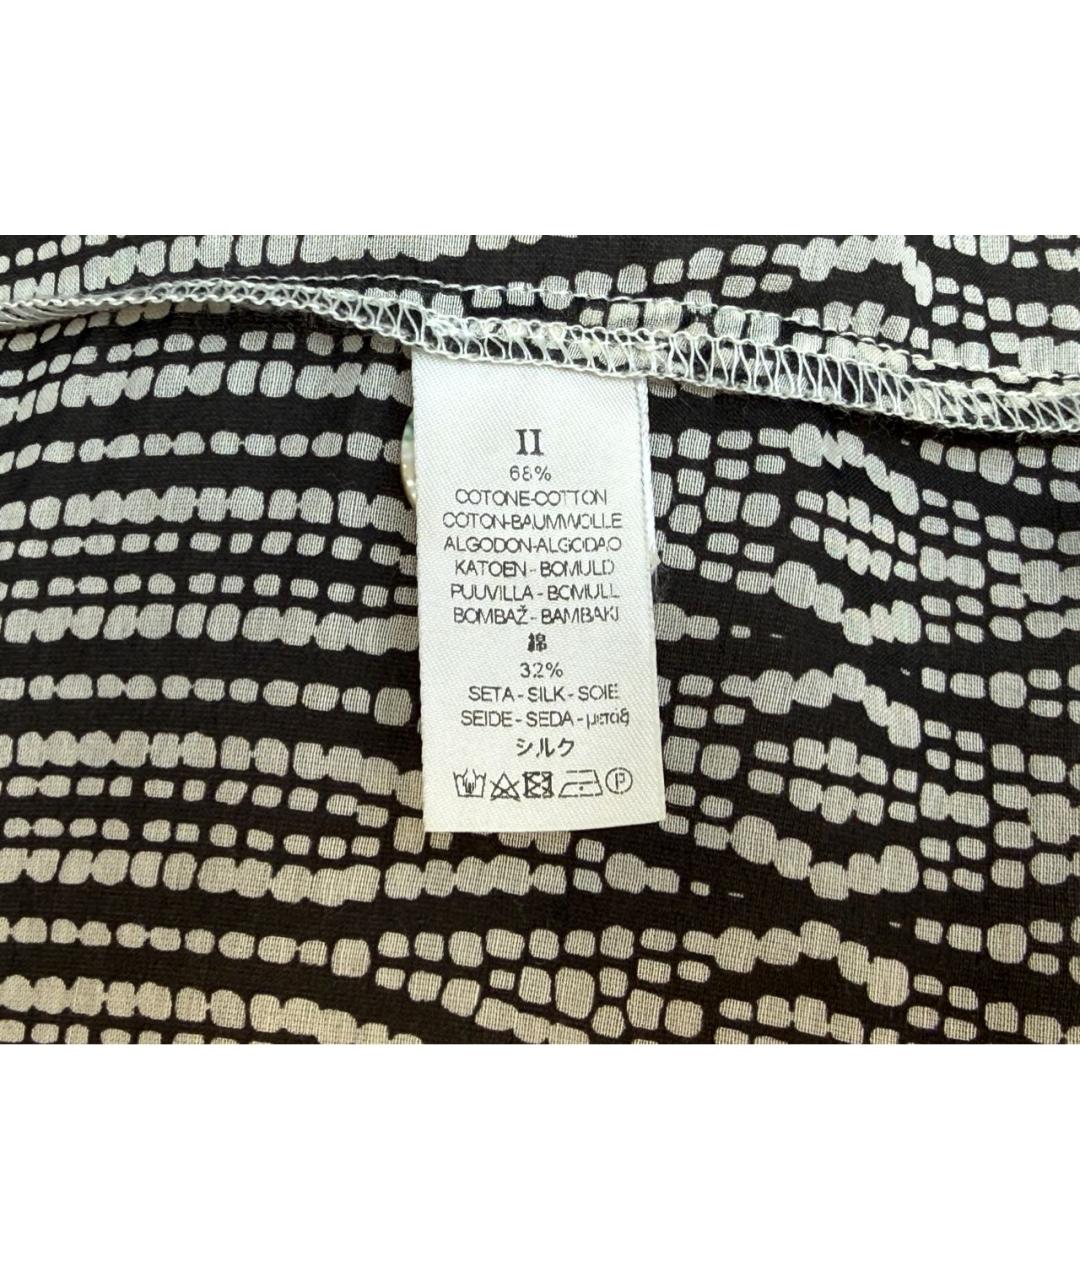 II
68%
COTONE-COTTON
COTON-BAUMWOLLE
ALGODON-ALGODAO
KATOEN-BOMULD
PUUVILLA-BOMULL
BOMBAŽ-BAMBAKI
綿
32%
SETA-SILK-SOIE
SEIDE-SEDA-μετάξ
シルク
P